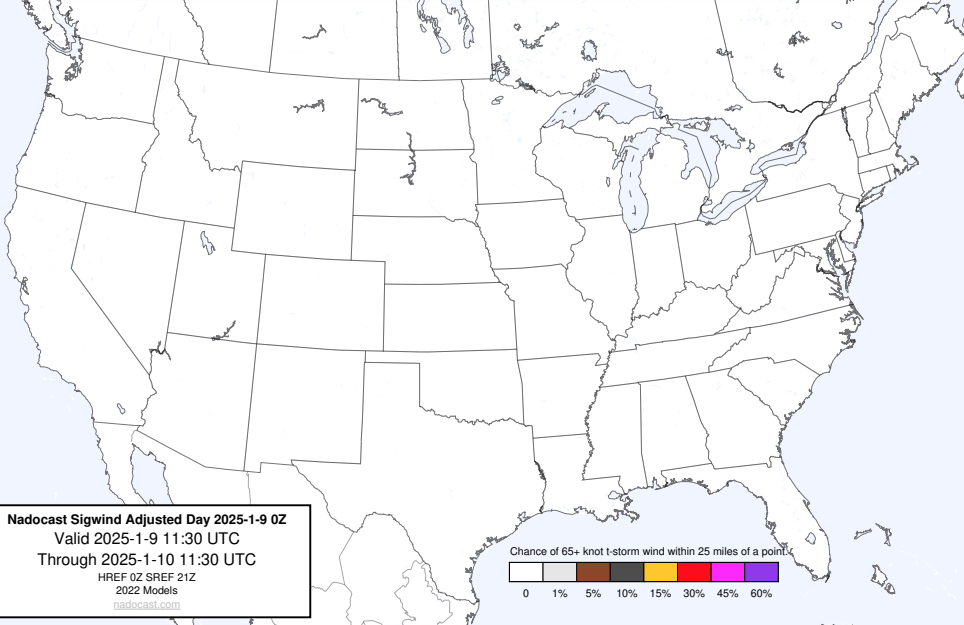 Nadocast Sigwind Adjusted Day 2025-1-9 0Z
Valid 2025-1-9 11:30 UTC
Through 2025-1-10 11:30 UTC
HREF 0Z SREF 21Z
2022 Models
nadocast.com
Chance of 65+ knot t-storm wind within 25 miles of a point.
0 1% 5% 10% 15% 30% 45% 60%